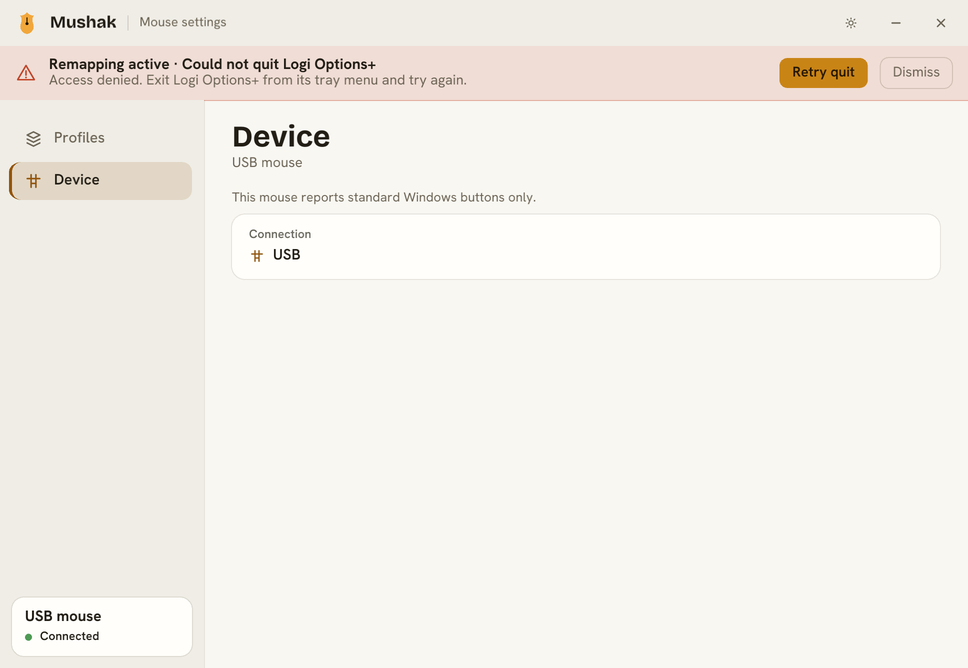 Mushak
Mouse settings
Remapping active · Could not quit Logi Options+
Access denied. Exit Logi Options+ from its tray menu and try again.
Retry quit
Dismiss
Profiles
Device
Device
USB mouse
This mouse reports standard Windows buttons only.
Connection
USB
USB mouse
Connected